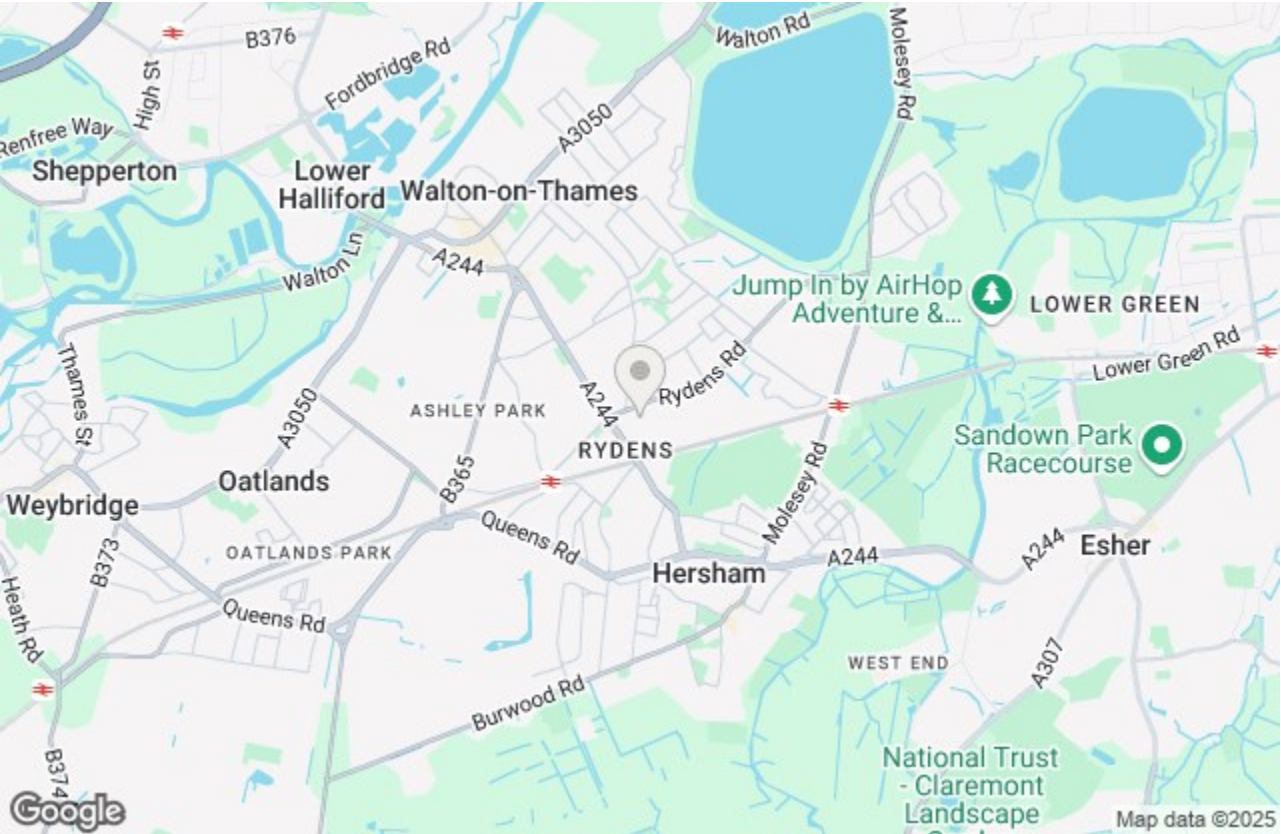 Walton Rd
Molesey Rd
B376
Fordbridge Rd
High St
Renfree Way
A3050
Shepperton
Lower
Halliford
Walton-on-Thames
Walton Ln
A244
Jump In by AirHop
Adventure &...
LOWER GREEN
Thames St
Lower Green Rd
Rydens Rd
A3050
ASHLEY PARK
A244
RYDENS
Sandown Park
Racecourse
B365
Oatlands
Weybridge
Molesey Rd
Queens Rd
A244
A244
Esher
OATLANDS PARK
B373
Hersham
Heath Rd
Queens Rd
WEST END
A307
Burwood Rd
B374
National Trust
- Claremont
Landscape
Google
Map data ©2025